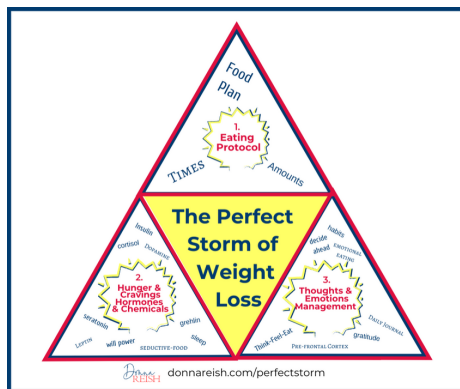 Food
Plan
1.
Eating
Protocol
TIMES
Amounts
The Perfect
Storm of
Weight
Loss
Insulin
cortisol
DOPAMINE
2.
Hunger &
Cravings
Hormones
& Chemicals
seratonin
grehlin
LEPTIN
will power
sleep
SEDUCTIVE-FOOD
habits
decide
ahead
EMOTIONAL
EATING
3.
Thoughts &
Emotions
Management
DAILY JOURNAL
Think-Feel-Eat
gratitude
PRE-FRONTAL CORTEX
Donna
REISH
donnareish.com/perfectstorm